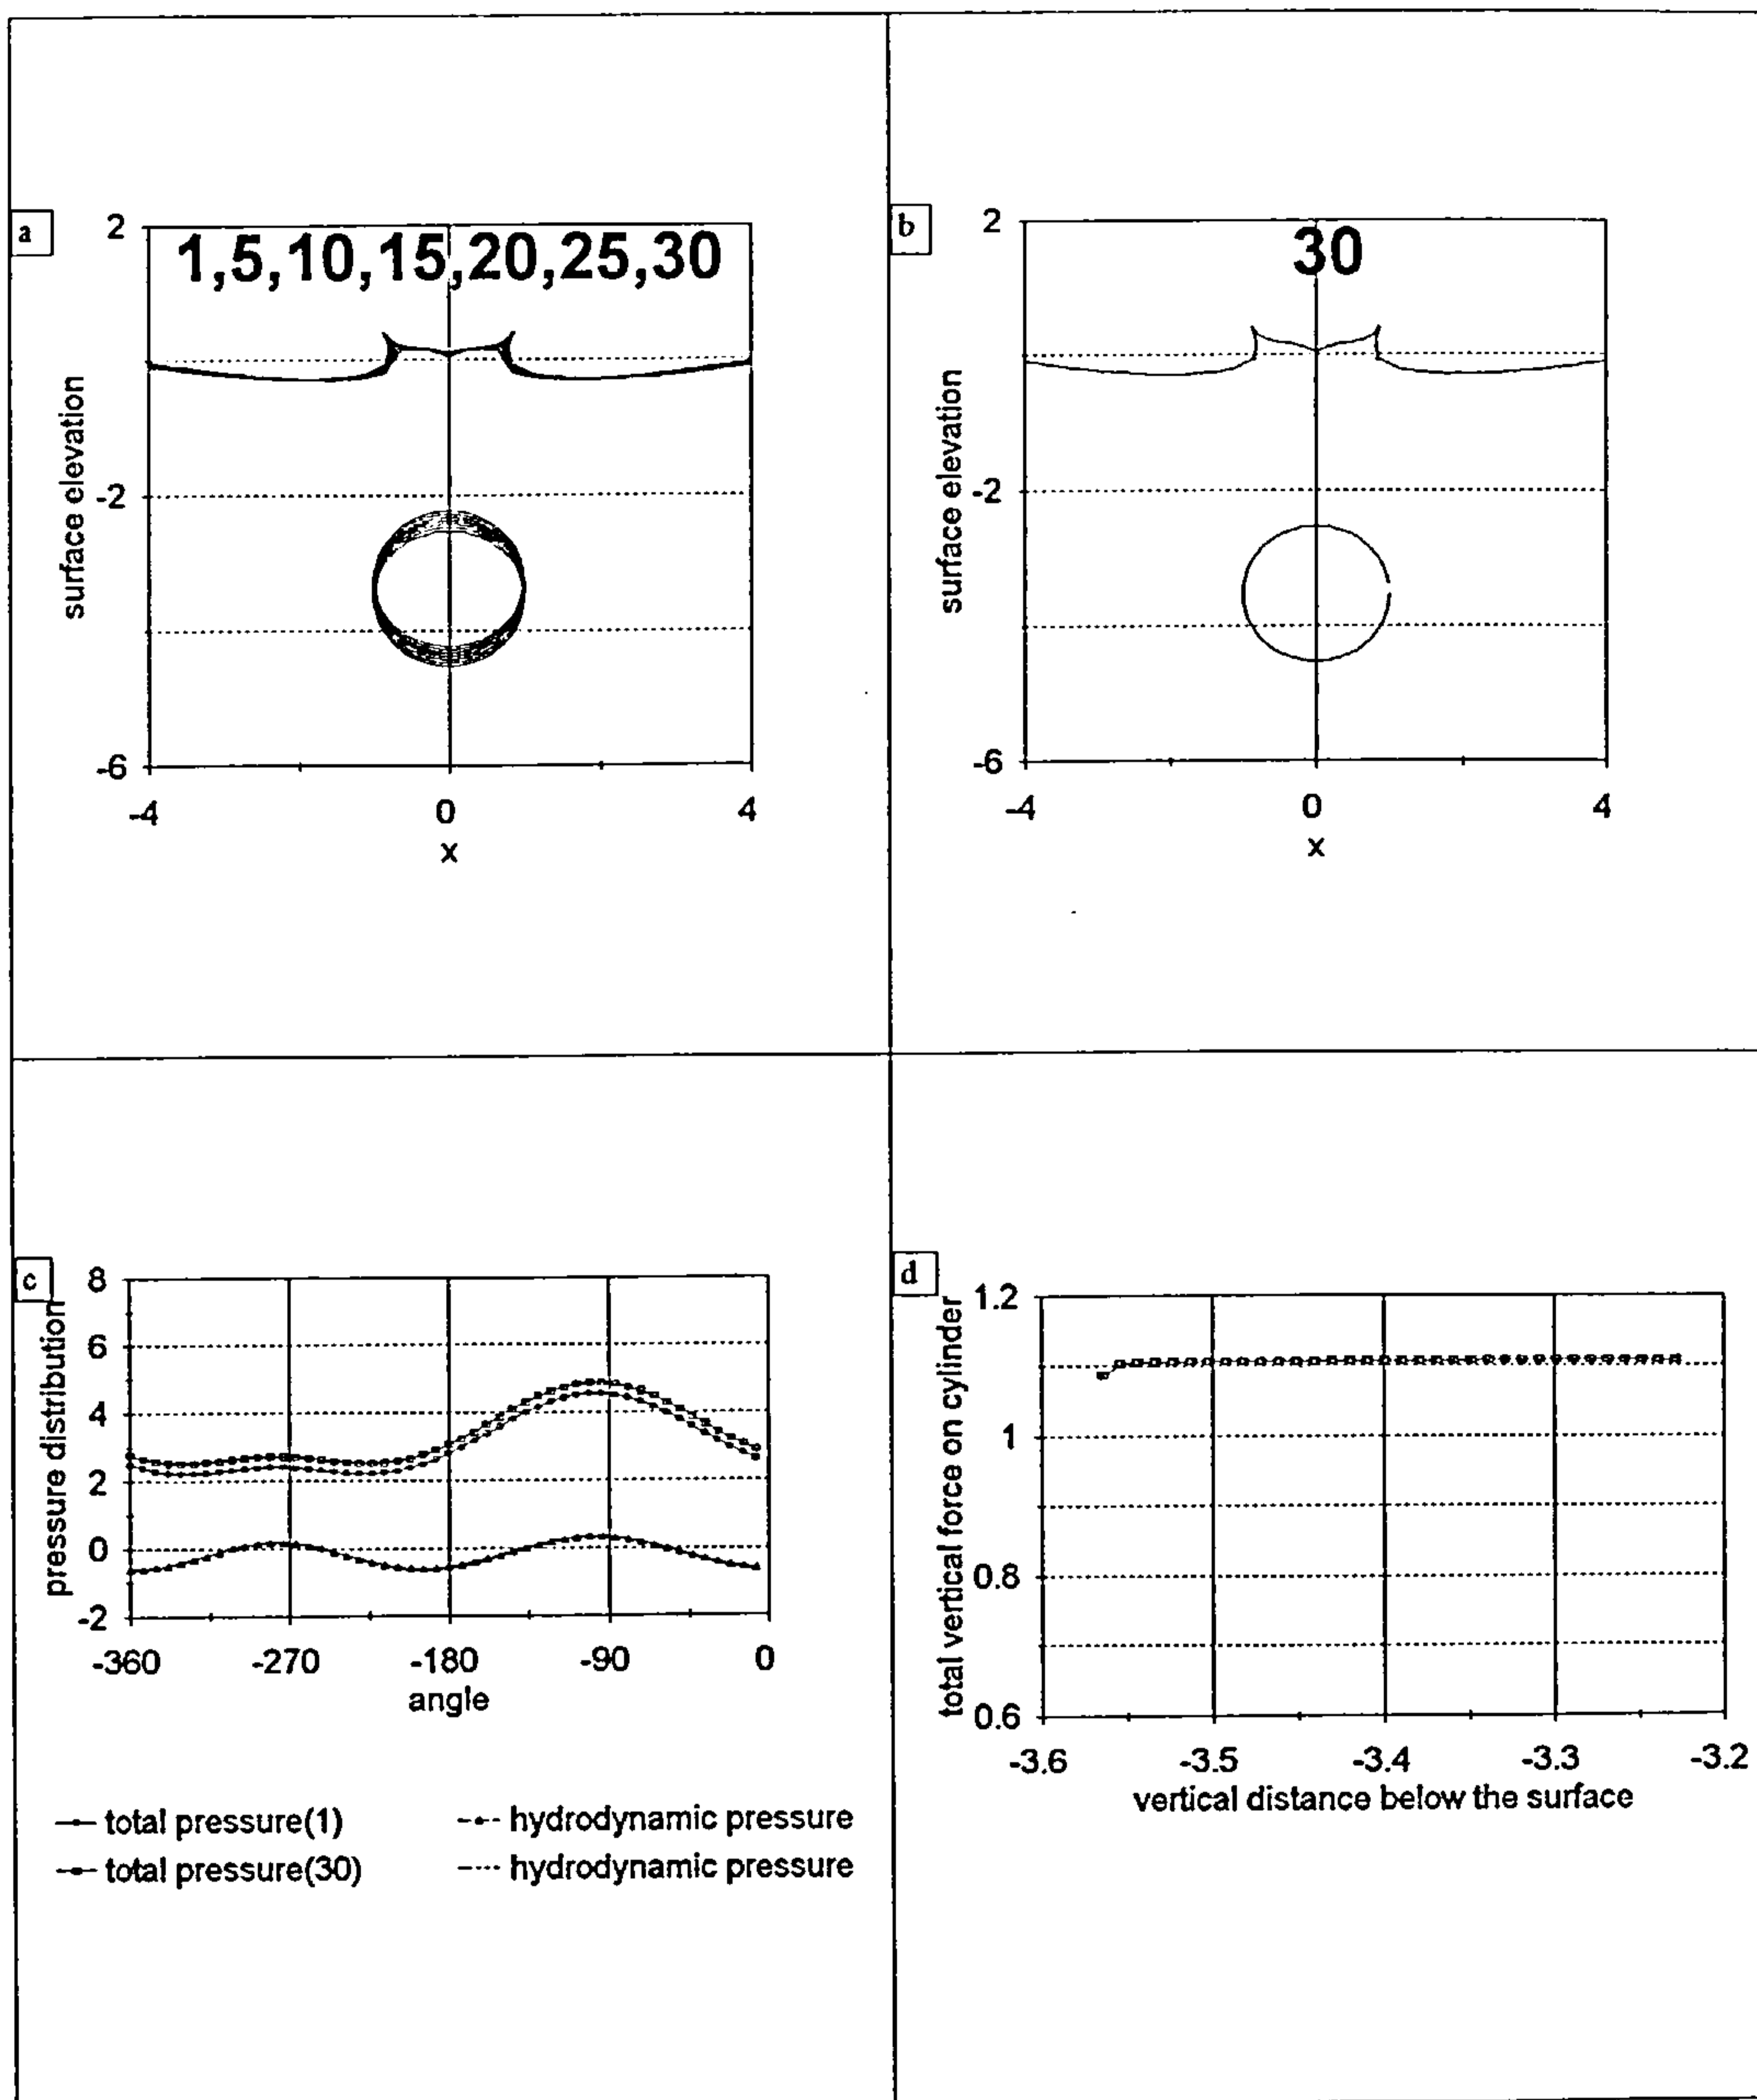 a
2
1,5,10,15,20,25,30
surface elevation
-2
-6
-4 0 4
x
b
2
30
surface elevation
-2
-6
-4 0 4
x
c
8
6
4
2
0
-2
pressure distribution
-360 -270 -180 -90 0
angle
total pressure(1) hydrodynamic pressure
total pressure(30) hydrodynamic pressure
d
1.2
1
0.8
0.6
total vertical force on cylinder
-3.6 -3.5 -3.4 -3.3 -3.2
vertical distance below the surface